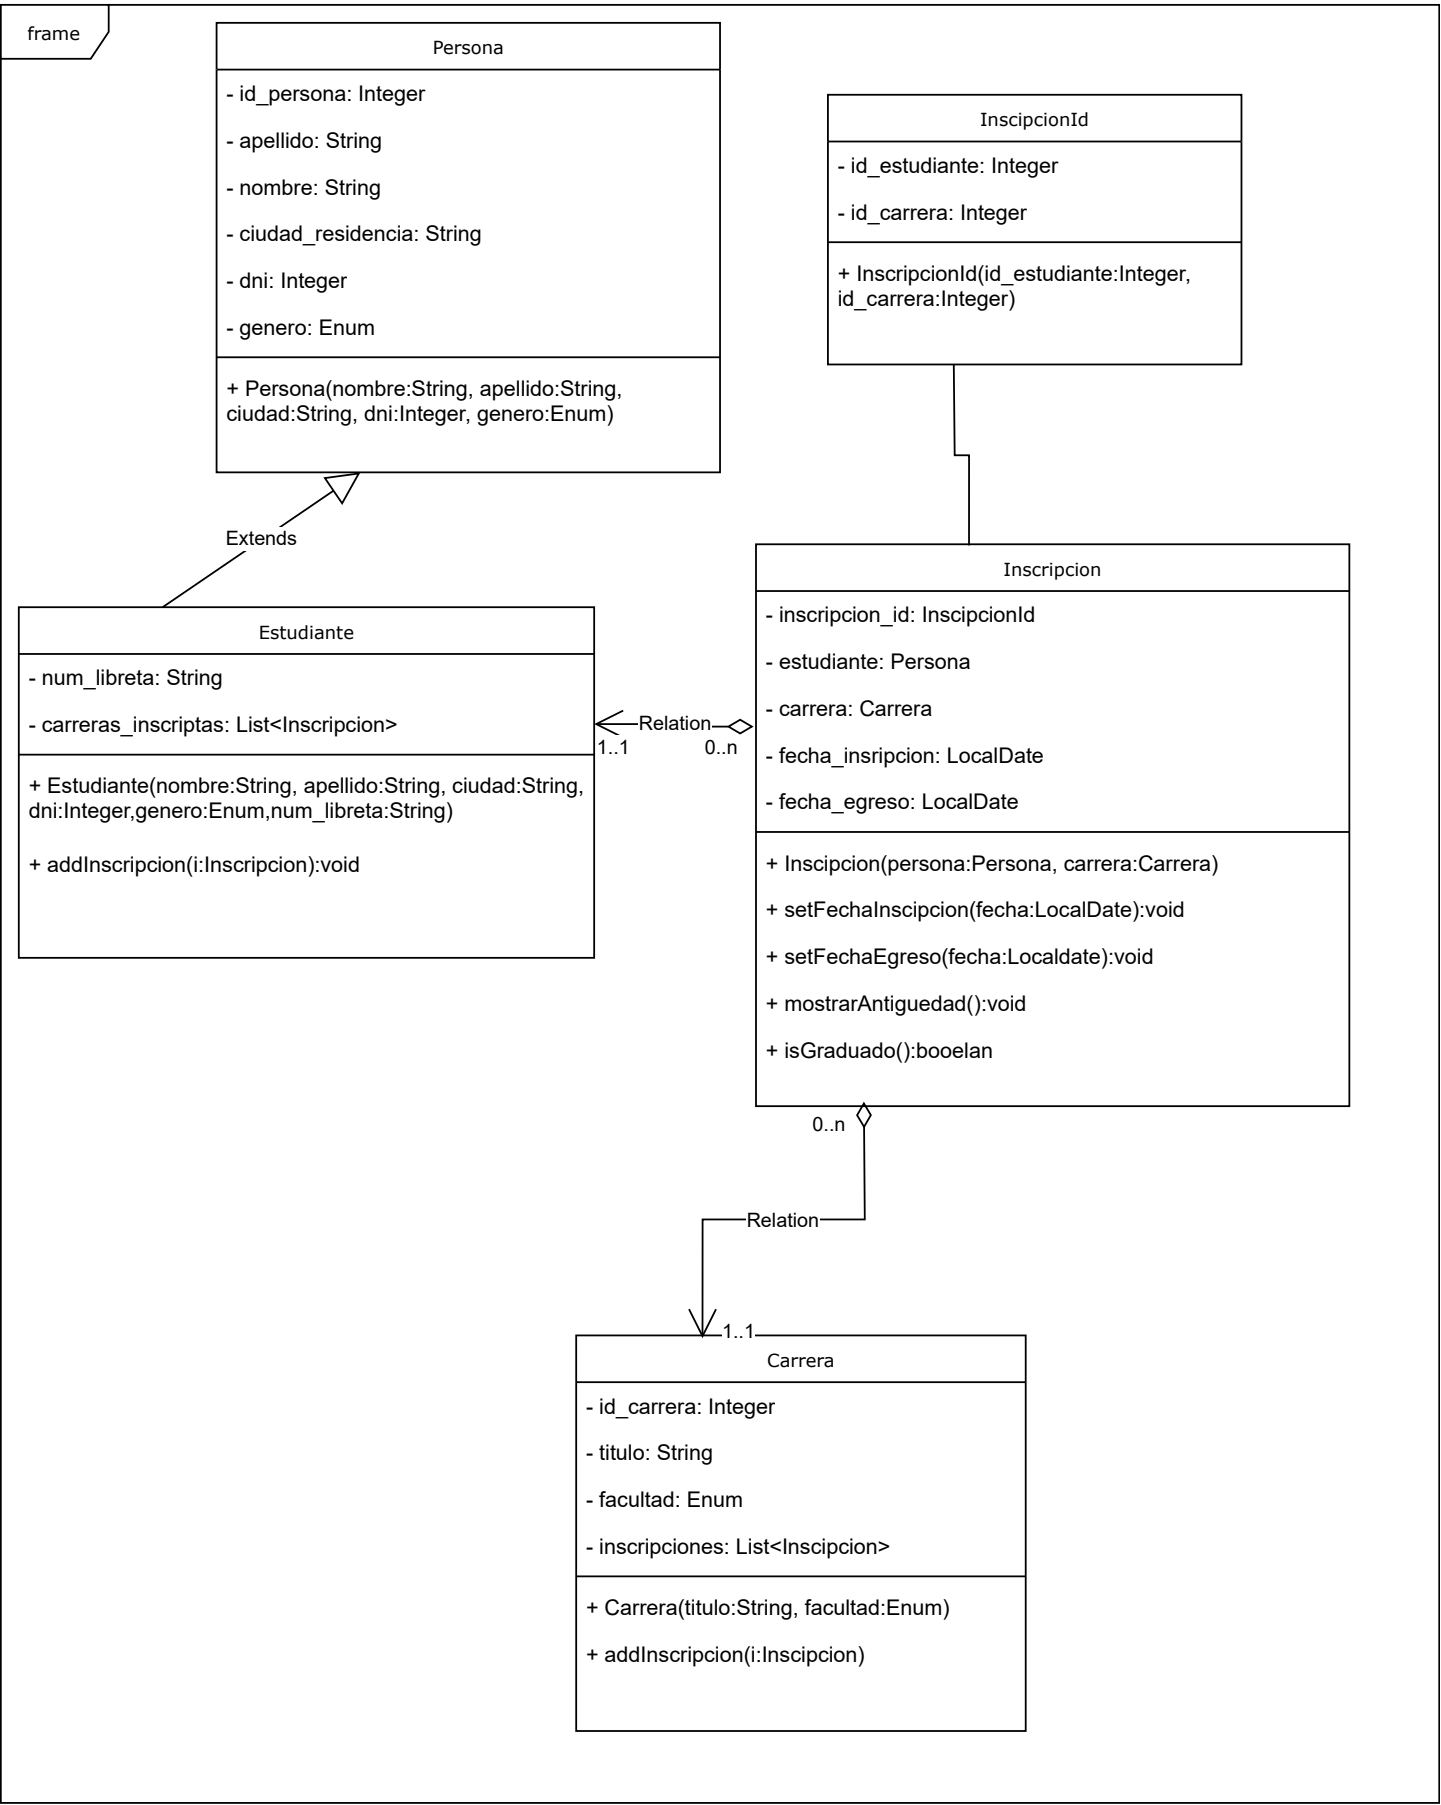 frame
Persona
- id_persona: Integer
- apellido: String
- nombre: String
- ciudad_residencia: String
- dni: Integer
- genero: Enum
+ Persona(nombre:String, apellido:String,
ciudad:String, dni:Integer, genero:Enum)
InscipcionId
- id_estudiante: Integer
- id_carrera: Integer
+ InscripcionId(id_estudiante:Integer,
id_carrera:Integer)
Extends
Estudiante
- num_libreta: String
- carreras_inscriptas: List<Inscripcion>
+ Estudiante(nombre:String, apellido:String, ciudad:String,
dni:Integer,genero:Enum,num_libreta:String)
+ addInscripcion(i:Inscripcion):void
Relation
1..1
0..n
Inscripcion
- inscripcion_id: InscipcionId
- estudiante: Persona
- carrera: Carrera
- fecha_insripcion: LocalDate
- fecha_egreso: LocalDate
+ Inscipcion(persona:Persona, carrera:Carrera)
+ setFechaInscipcion(fecha:LocalDate):void
+ setFechaEgreso(fecha:Localdate):void
+ mostrarAntiguedad():void
+ isGraduado():booelan
0..n
Relation
1..1
Carrera
- id_carrera: Integer
- titulo: String
- facultad: Enum
- inscripciones: List<Inscipcion>
+ Carrera(titulo:String, facultad:Enum)
+ addInscripcion(i:Inscipcion)